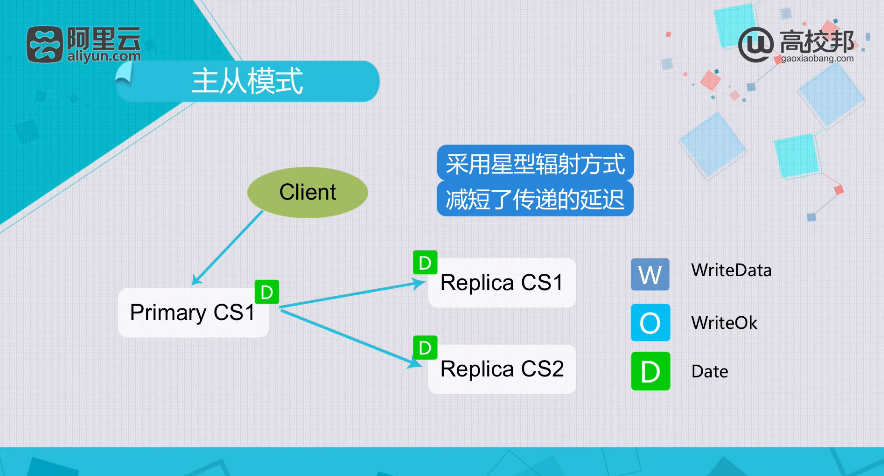 阿里云
aliyun.com
高校邦
gaoxiaobang.com
主从模式
采用星型辐射方式
减短了传递的延迟
Client
D
Primary CS1
D
Replica CS1
D
Replica CS2
W WriteData
O WriteOk
D Date